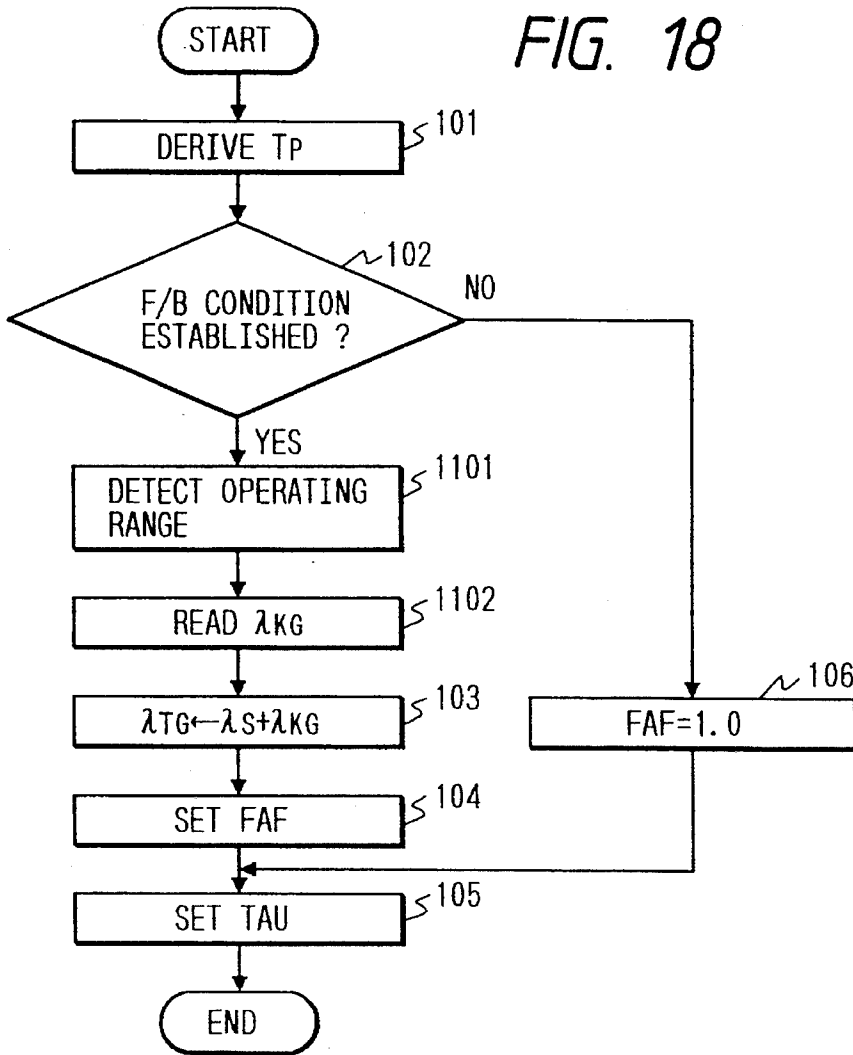 FIG. 18
START
101
DERIVE TP
102
F/B CONDITION
ESTABLISHED ?
NO
YES
1101
DETECT OPERATING
RANGE
1102
READ λKG
103
λTG←λS+λKG
106
FAF=1.0
104
SET FAF
105
SET TAU
END